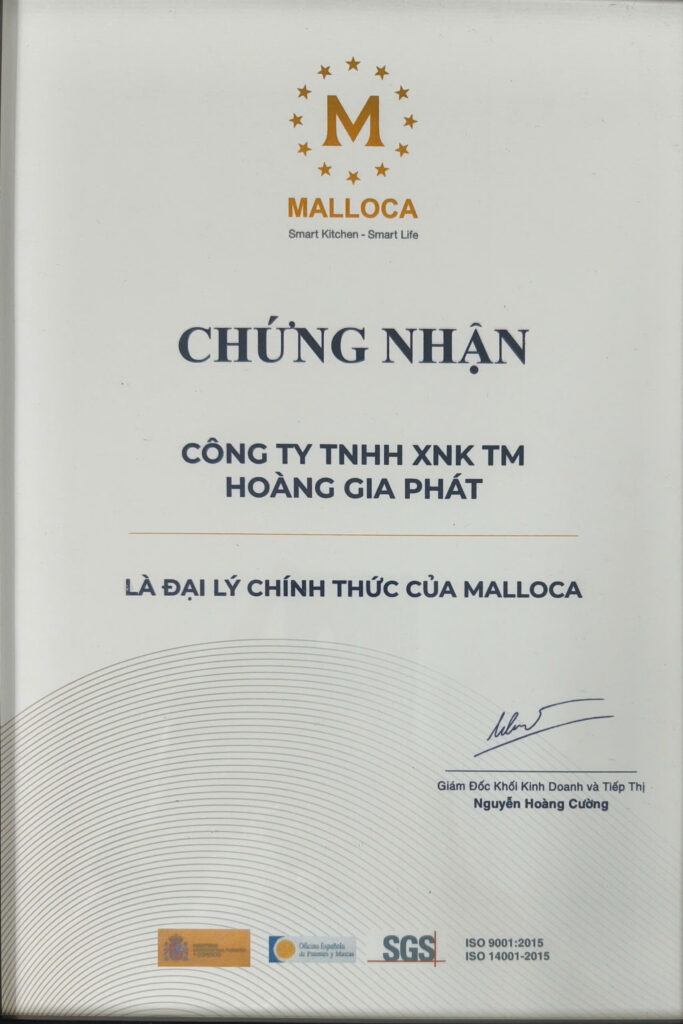 M
MALLOCA
Smart Kitchen - Smart Life
CHỨNG NHẬN
CÔNG TY TNHH XNK TM
HOÀNG GIA PHÁT
LÀ ĐẠI LÝ CHÍNH THỨC CỦA MALLOCA
Giám Đốc Khối Kinh Doanh và Tiếp Thị
Nguyễn Hoàng Cường
Oficina Española
de Patentes y Marcas
SGS
ISO 9001:2015
ISO 14001-2015